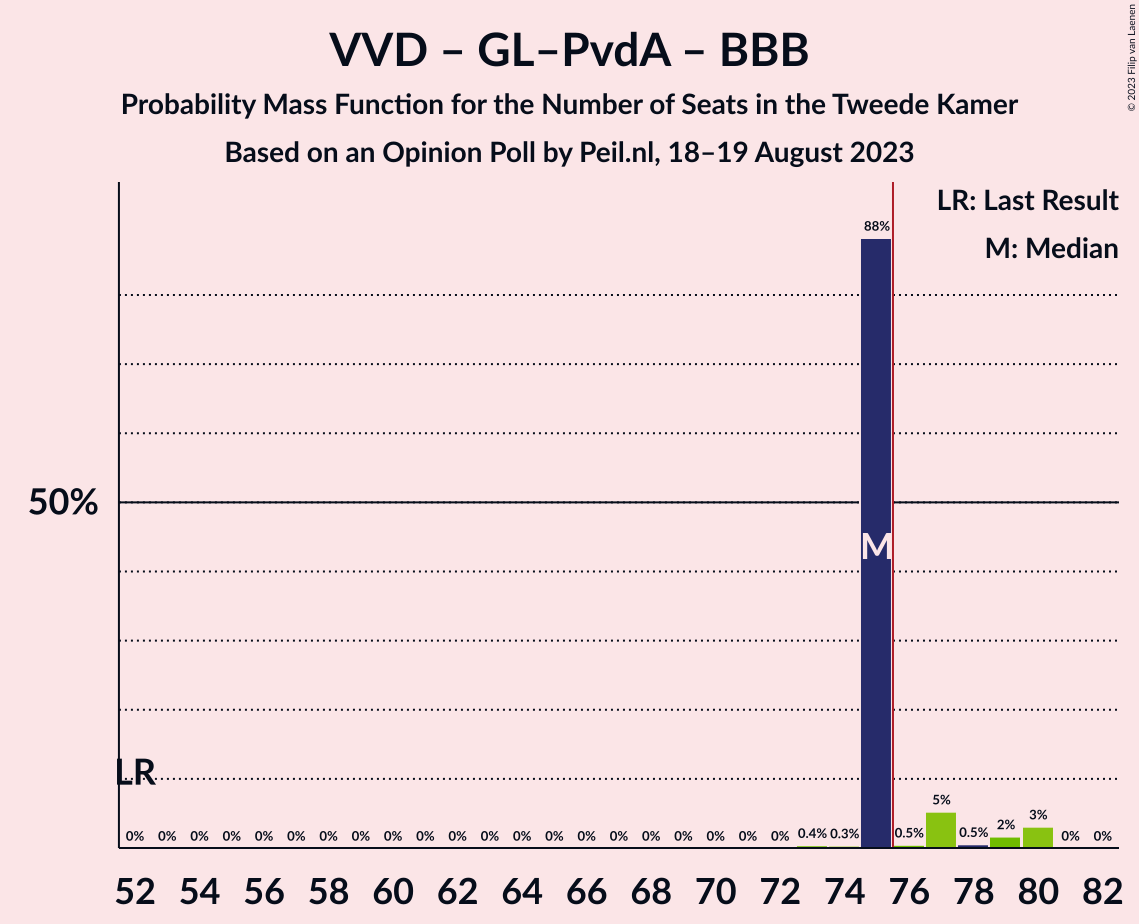 VVD – GL–PvdA – BBB
Probability Mass Function for the Number of Seats in the Tweede Kamer
Based on an Opinion Poll by Peil.nl, 18–19 August 2023
© 2023 Filip van Laenen
LR: Last Result
M: Median
88%
50%
M
LR
0% 0% 0% 0% 0% 0% 0% 0% 0% 0% 0% 0% 0% 0% 0% 0% 0% 0% 0% 0% 0% 0.4% 0.3% 0.5% 5% 0.5% 2% 3% 0% 0%
52 54 56 58 60 62 64 66 68 70 72 74 76 78 80 82